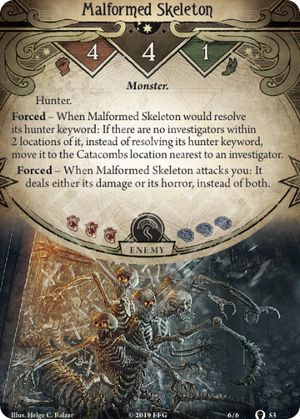 Malformed Skeleton
4
4
1
Monster.
Hunter.
Forced – When Malformed Skeleton would resolve
its hunter keyword: If there are no investigators within
2 locations of it, instead of resolving its hunter keyword,
move it to the Catacombs location nearest to an investigator.
Forced – When Malformed Skeleton attacks you: It
deals either its damage or its horror, instead of both.
ENEMY
Illus. Helge C. Balzer
©2019 FFG
6/6
53